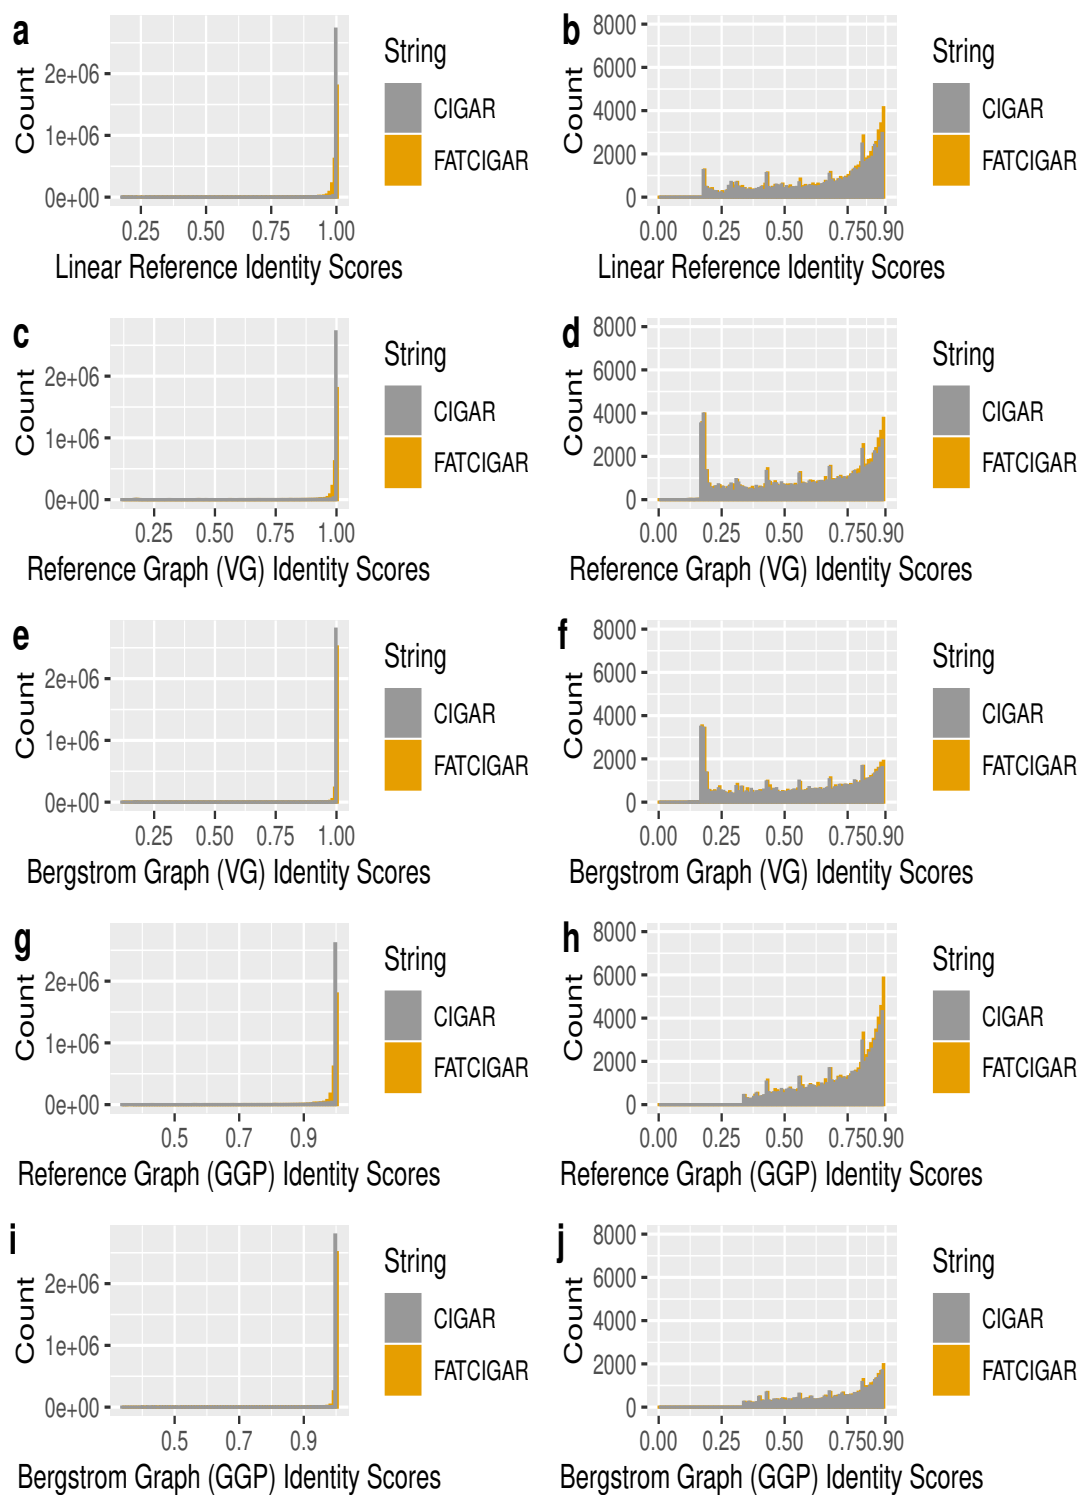 a
Count
2e+06
1e+06
0e+00
0.25 0.50 0.75 1.00
Linear Reference Identity Scores
String
CIGAR
FATCIGAR
b
Count
8000
6000
4000
2000
0
0.00 0.25 0.50 0.75 0.90
Linear Reference Identity Scores
String
CIGAR
FATCIGAR
c
Count
2e+06
1e+06
0e+00
0.25 0.50 0.75 1.00
Reference Graph (VG) Identity Scores
String
CIGAR
FATCIGAR
d
Count
8000
6000
4000
2000
0
0.00 0.25 0.50 0.75 0.90
Reference Graph (VG) Identity Scores
String
CIGAR
FATCIGAR
e
Count
2e+06
1e+06
0e+00
0.25 0.50 0.75 1.00
Bergstrom Graph (VG) Identity Scores
String
CIGAR
FATCIGAR
f
Count
8000
6000
4000
2000
0
0.00 0.25 0.50 0.75 0.90
Bergstrom Graph (VG) Identity Scores
String
CIGAR
FATCIGAR
g
Count
2e+06
1e+06
0e+00
0.5 0.7 0.9
Reference Graph (GGP) Identity Scores
String
CIGAR
FATCIGAR
h
Count
8000
6000
4000
2000
0
0.00 0.25 0.50 0.75 0.90
Reference Graph (GGP) Identity Scores
String
CIGAR
FATCIGAR
i
Count
2e+06
1e+06
0e+00
0.5 0.7 0.9
Bergstrom Graph (GGP) Identity Scores
String
CIGAR
FATCIGAR
j
Count
8000
6000
4000
2000
0
0.00 0.25 0.50 0.75 0.90
Bergstrom Graph (GGP) Identity Scores
String
CIGAR
FATCIGAR